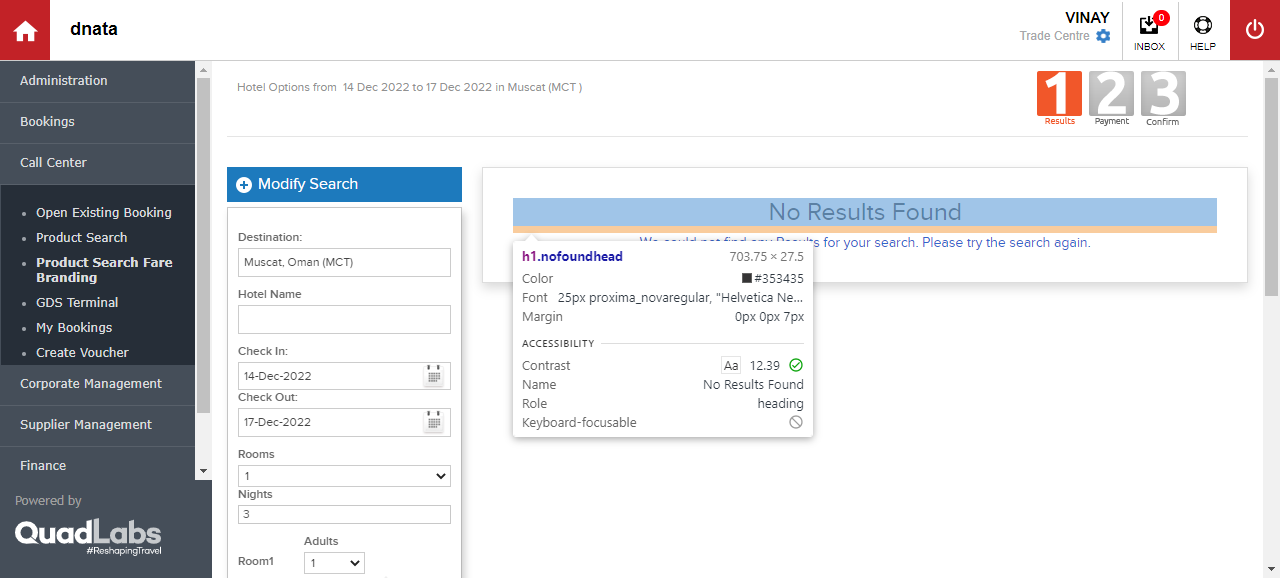 dnata
VINAY
Trade Centre
0
INBOX
HELP
Administration
Bookings
Call Center
Open Existing Booking
Product Search
Product Search Fare
Branding
GDS Terminal
My Bookings
Create Voucher
Corporate Management
Supplier Management
Finance
Powered by
QuadLabs
#ReshapingTravel
Hotel Options from 14 Dec 2022 to 17 Dec 2022 in Muscat (MCT )
1 2 3
Results Payment Confirm
Modify Search
Destination:
Muscat, Oman (MCT)
Hotel Name
Check In:
14-Dec-2022
Check Out:
17-Dec-2022
Rooms
1
Nights
3
Adults
Room1 1
No Results Found
We could not find any Results for your search. Please try the search again.
h1.nofoundhead 703.75 × 27.5
Color #353435
Font 25px proxima_novaregular, "Helvetica Ne...
Margin 0px 0px 7px
ACCESSIBILITY
Contrast Aa 12.39
Name No Results Found
Role heading
Keyboard-focusable